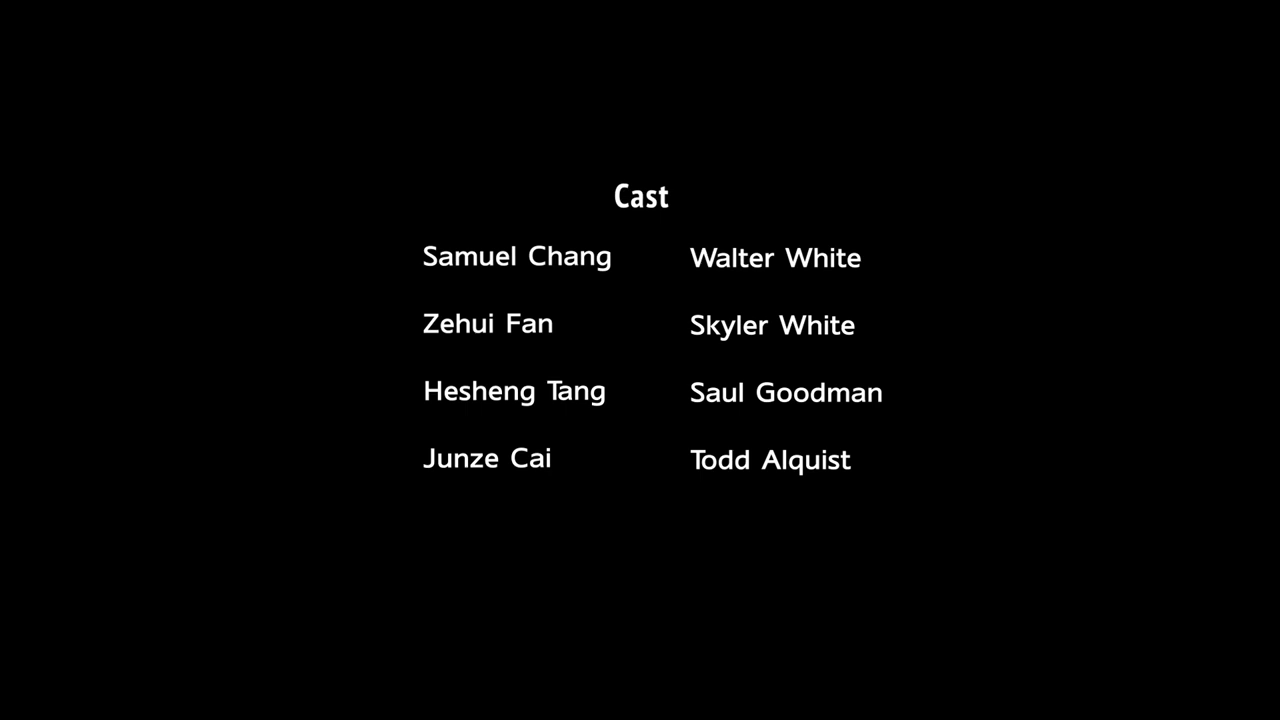 Cast
Samuel Chang Walter White
Zehui Fan Skyler White
Hesheng Tang Saul Goodman
Junze Cai Todd Alquist